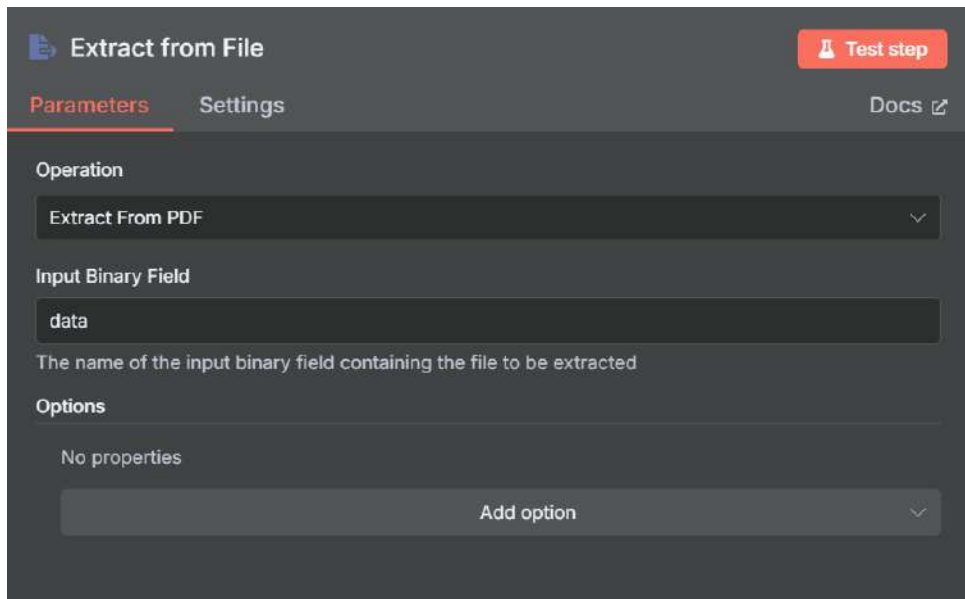 Extract from File
Test step
Parameters
Settings
Docs
Operation
Extract From PDF
Input Binary Field
data
The name of the input binary field containing the file to be extracted
Options
No properties
Add option